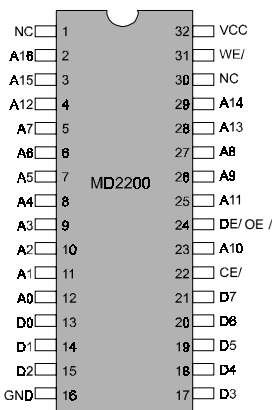 NC 1 32 VCC
A16 2 31 WE/
A15 3 30 NC
A12 4 29 A14
A7 5 28 A13
A6 6 27 A8
A5 7 MD2200 26 A9
A4 8 25 A11
A3 9 24 DE/ OE /
A2 10 23 A10
A1 11 22 CE/
A0 12 21 D7
D0 13 20 D6
D1 14 19 D5
D2 15 18 D4
GND 16 17 D3